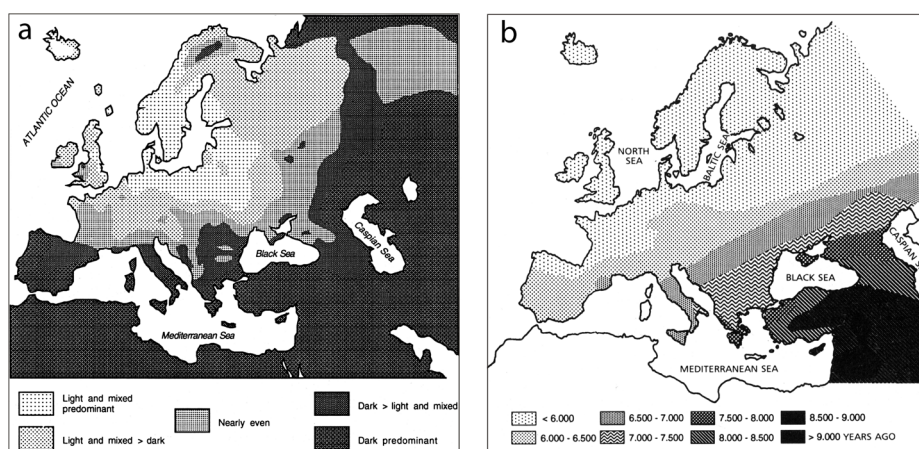 a
ATLANTIC OCEAN
Black Sea
Caspian Sea
Mediterranean Sea
Light and mixed
predominant
Light and mixed > dark
Nearly even
Dark > light and mixed
Dark predominant
b
NORTH
SEA
BALTIC SEA
BLACK SEA
CASPIAN S
MEDITERRANEAN SEA
< 6.000
6.000 - 6.500
6.500 - 7.000
7.000 - 7.500
7.500 - 8.000
8.000 - 8.500
8.500 - 9.000
> 9.000 YEARS AGO